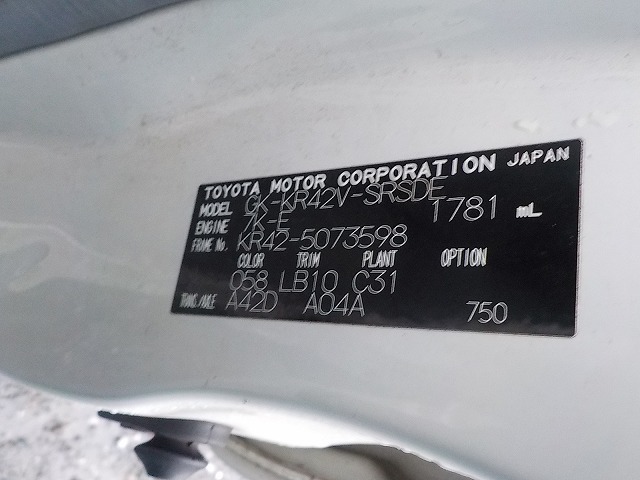 TOYOTA MOTOR CORPORATION JAPAN
MODEL GK-KR42V-SRSDE
ENGINE 7K-E 1781 mL
FRAME No. KR42-5073598
COLOR TRIM PLANT OPTION
058 LB10 C31
TRANS./AXLE A42D A04A 750